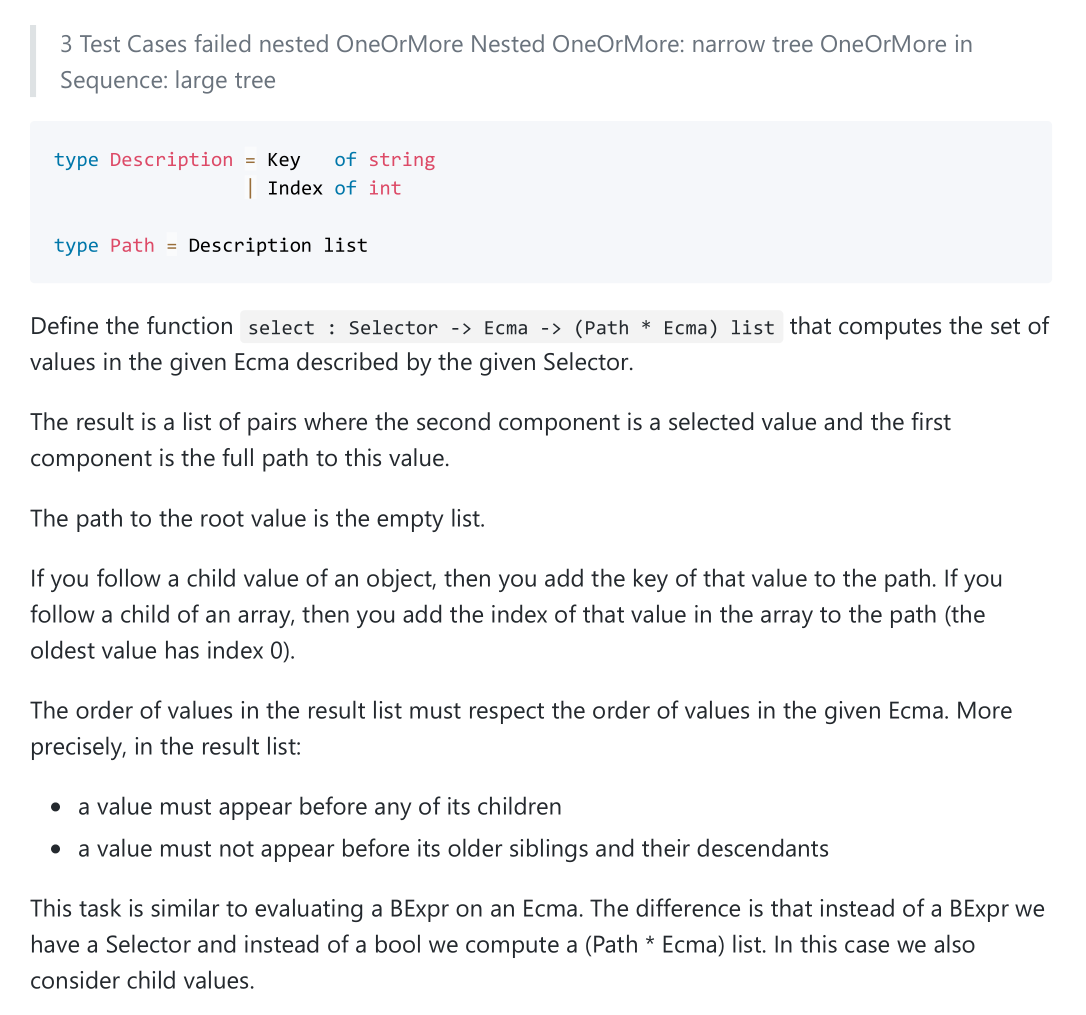 3 Test Cases failed nested OneOrMore Nested OneOrMore: narrow tree OneOrMore in
Sequence: large tree
type Description = Key   of string
                 | Index of int
type Path = Description list
Define the function select : Selector -> Ecma -> (Path * Ecma) list that computes the set of
values in the given Ecma described by the given Selector.
The result is a list of pairs where the second component is a selected value and the first
component is the full path to this value.
The path to the root value is the empty list.
If you follow a child value of an object, then you add the key of that value to the path. If you
follow a child of an array, then you add the index of that value in the array to the path (the
oldest value has index 0).
The order of values in the result list must respect the order of values in the given Ecma. More
precisely, in the result list:
• a value must appear before any of its children
• a value must not appear before its older siblings and their descendants
This task is similar to evaluating a BExpr on an Ecma. The difference is that instead of a BExpr we
have a Selector and instead of a bool we compute a (Path * Ecma) list. In this case we also
consider child values.